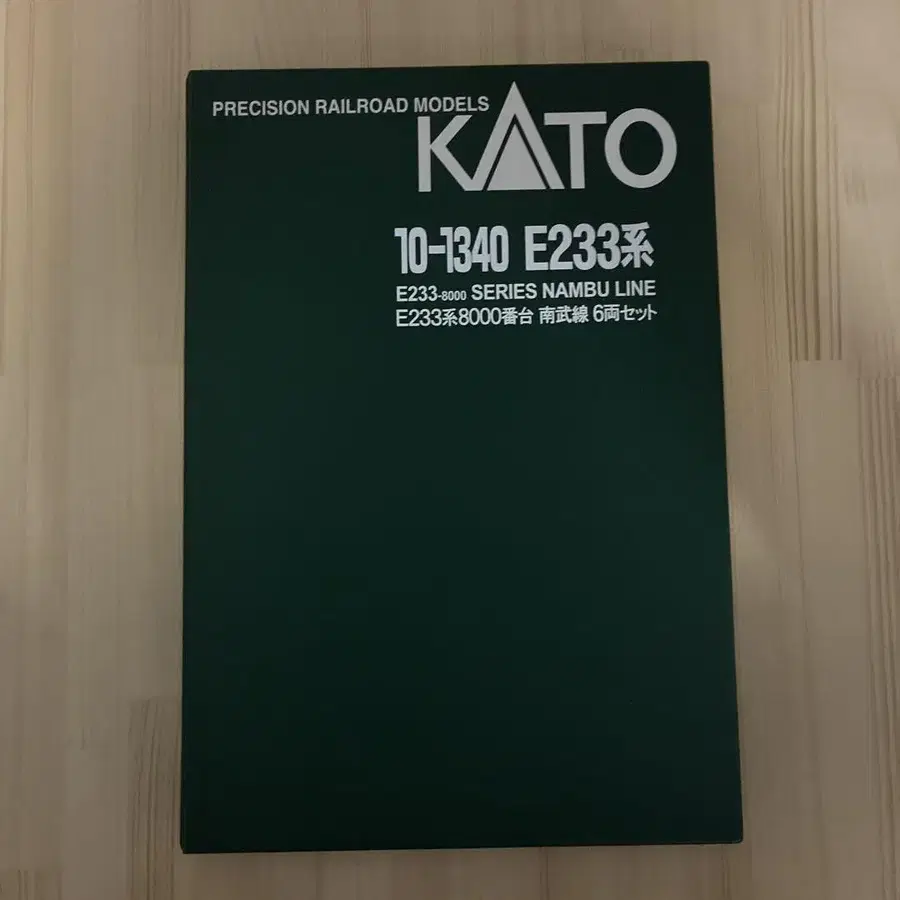 PRECISION RAILROAD MODELS
KATO
10-1340 E233系
E233-8000 SERIES NAMBU LINE
E233系8000番台 南武線 6両セット